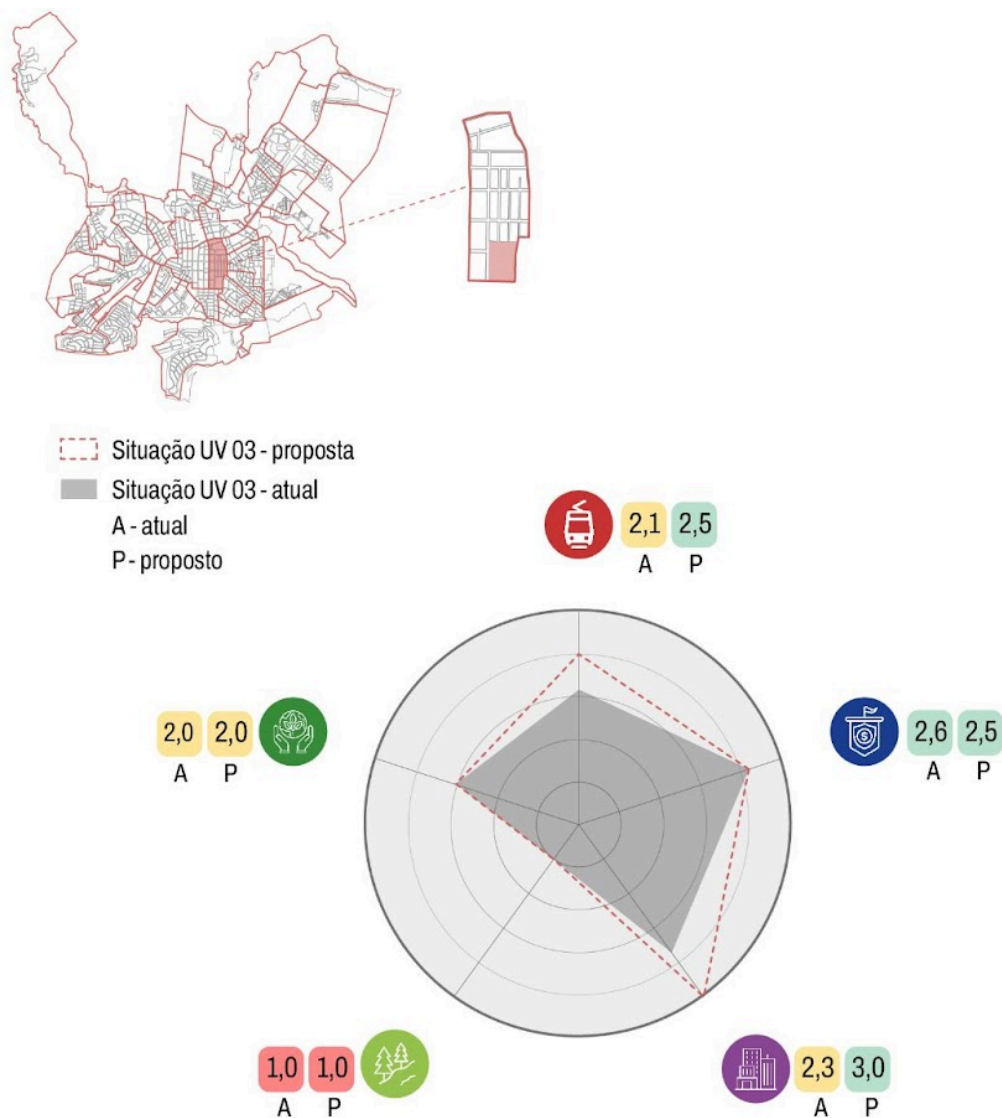 Situação UV 03 - proposta
Situação UV 03 - atual
A - atual
P - proposto
2,1 2,5
A P
2,0 2,0
A P
2,6 2,5
A P
1,0 1,0
A P
2,3 3,0
A P